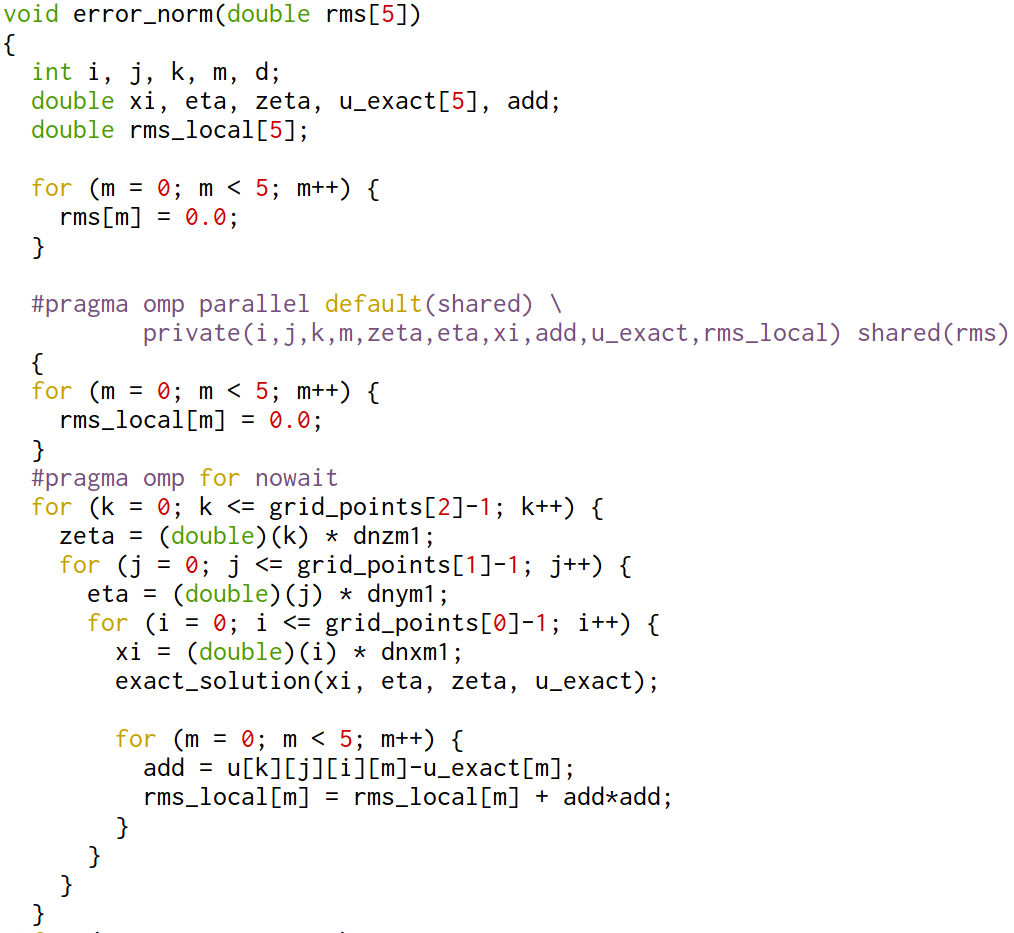 void error_norm(double rms[5])
{
  int i, j, k, m, d;
  double xi, eta, zeta, u_exact[5], add;
  double rms_local[5];

  for (m = 0; m < 5; m++) {
    rms[m] = 0.0;
  }

  #pragma omp parallel default(shared) \
          private(i,j,k,m,zeta,eta,xi,add,u_exact,rms_local) shared(rms)
  {
  for (m = 0; m < 5; m++) {
    rms_local[m] = 0.0;
  }
  #pragma omp for nowait
  for (k = 0; k <= grid_points[2]-1; k++) {
    zeta = (double)(k) * dnzm1;
    for (j = 0; j <= grid_points[1]-1; j++) {
      eta = (double)(j) * dnym1;
      for (i = 0; i <= grid_points[0]-1; i++) {
        xi = (double)(i) * dnxm1;
        exact_solution(xi, eta, zeta, u_exact);

        for (m = 0; m < 5; m++) {
          add = u[k][j][i][m]-u_exact[m];
          rms_local[m] = rms_local[m] + add*add;
        }
      }
    }
  }